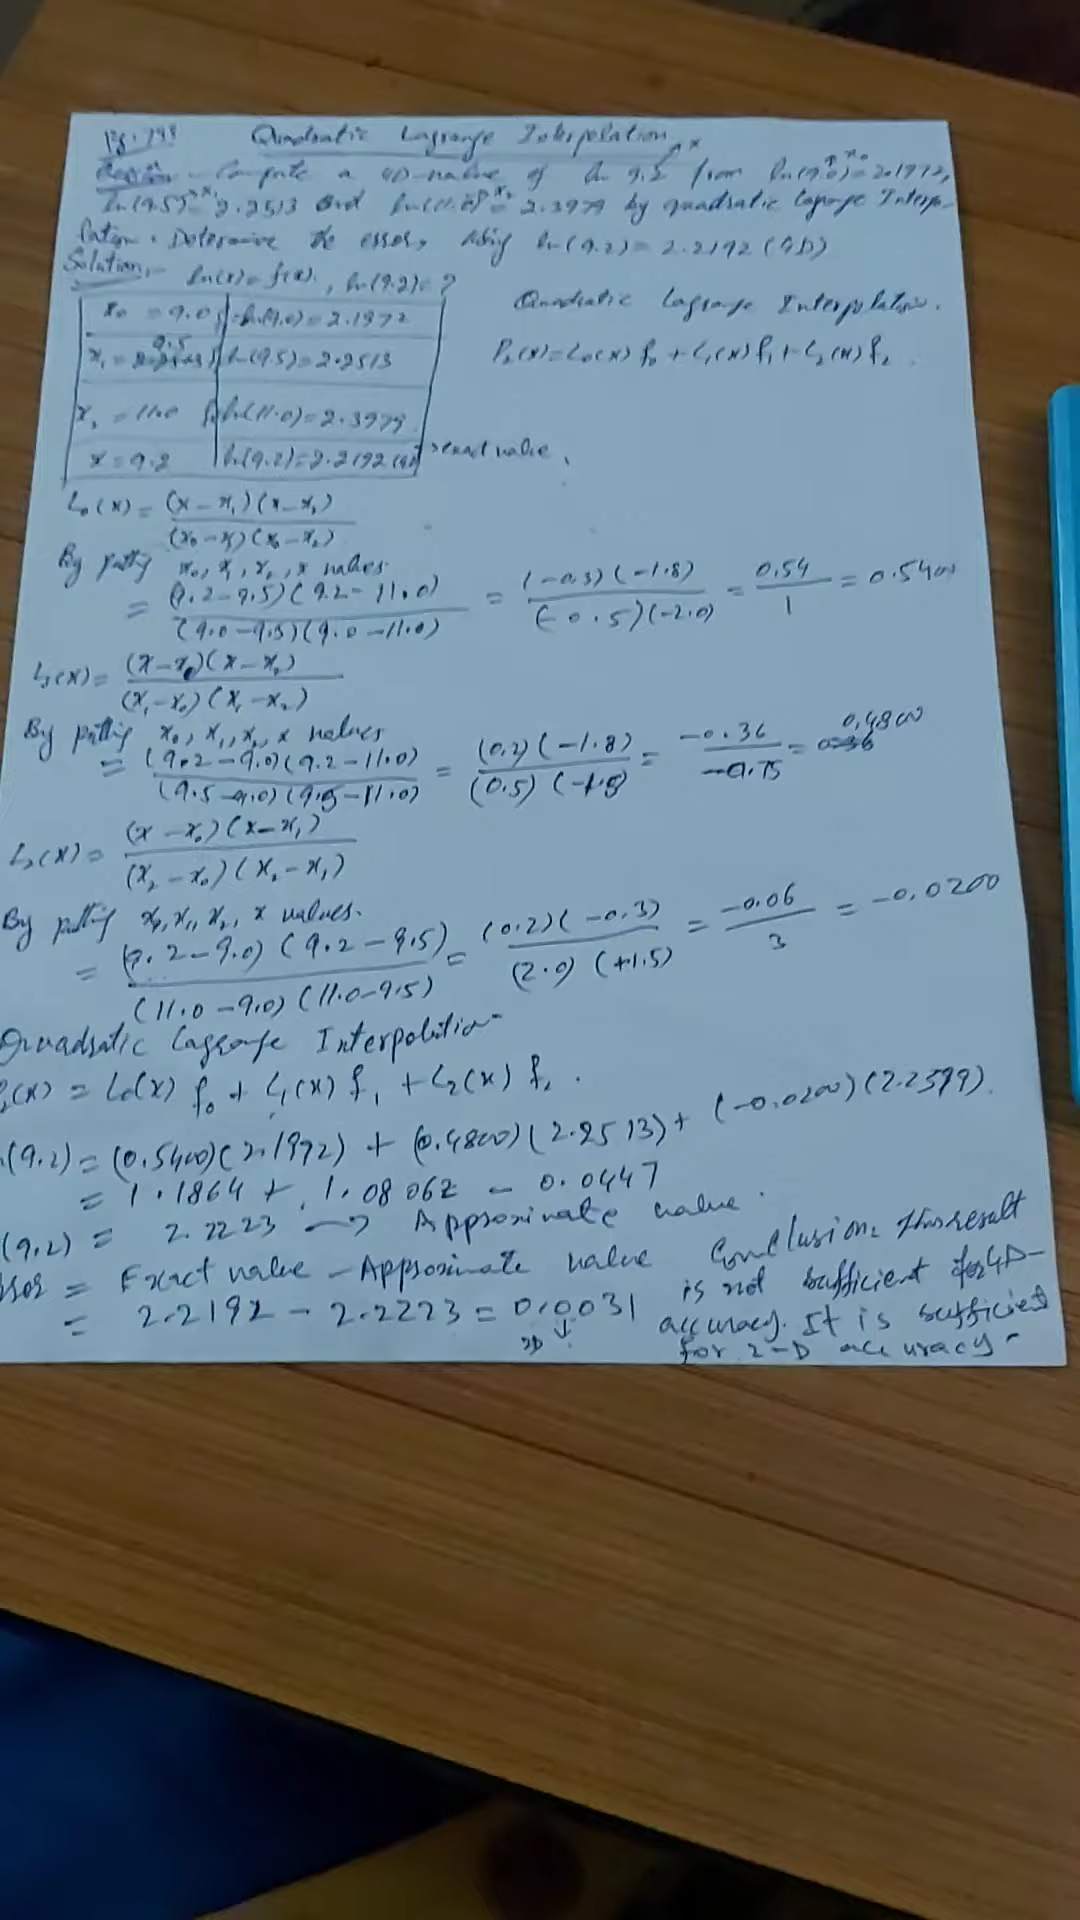 Pg. 798 Quadratic Lagrange Interpolation
Compute a 4D-value of ln 9.2 from ln(9.0) = 2.1972,
ln(9.5) = 2.2513 and ln(11.0) = 2.3979 by quadratic Lagrange Interpo-
lation. Determine the error, using ln(9.2) = 2.2192 (4D)
Solution:- ln(x) = f(x), ln(9.2) = ?
x₀ = 9.0 ln(9.0) = 2.1972 Quadratic Lagrange Interpolation.
x₁ = 9.5 ln(9.5) = 2.2513 P₂(x) = L₀(x) f₀ + L₁(x) f₁ + L₂(x) f₂.
x₂ = 11.0 ln(11.0) = 2.3979
x = 9.2 ln(9.2) = 2.2192 (4D) exact value.
L₀(x) = (x - x₁)(x - x₂) / (x₀ - x₁)(x₀ - x₂)
By putting x₀, x₁, x₂, x values.
= (9.2 - 9.5)(9.2 - 11.0) / (9.0 - 9.5)(9.0 - 11.0) = (-0.3)(-1.8) / (-0.5)(-2.0) = 0.54 / 1 = 0.5400
L₁(x) = (x - x₀)(x - x₂) / (x₁ - x₀)(x₁ - x₂)
By putting x₀, x₁, x₂, x values
= (9.2 - 9.0)(9.2 - 11.0) / (9.5 - 9.0)(9.5 - 11.0) = (0.2)(-1.8) / (0.5)(-1.5) = -0.36 / -0.75 = 0.4800
L₂(x) = (x - x₀)(x - x₁) / (x₂ - x₀)(x₂ - x₁)
By putting x₀, x₁, x₂, x values.
= (9.2 - 9.0)(9.2 - 9.5) / (11.0 - 9.0)(11.0 - 9.5) = (0.2)(-0.3) / (2.0)(+1.5) = -0.06 / 3 = -0.0200
Quadratic Lagrange Interpolation
(x) = L₀(x) f₀ + L₁(x) f₁ + L₂(x) f₂.
(9.2) = (0.5400)(2.1972) + (0.4800)(2.2513) + (-0.0200)(2.2379).
= 1.1864 + 1.08062 - 0.0447
(9.2) = 2.2223 → Approximate value.
= Exact value - Approximate value
= 2.2192 - 2.2223 = 0.0031
2D ↓
Conclusion: This result
is not sufficient for 4D-
accuracy. It is sufficient
for 2-D accuracy.